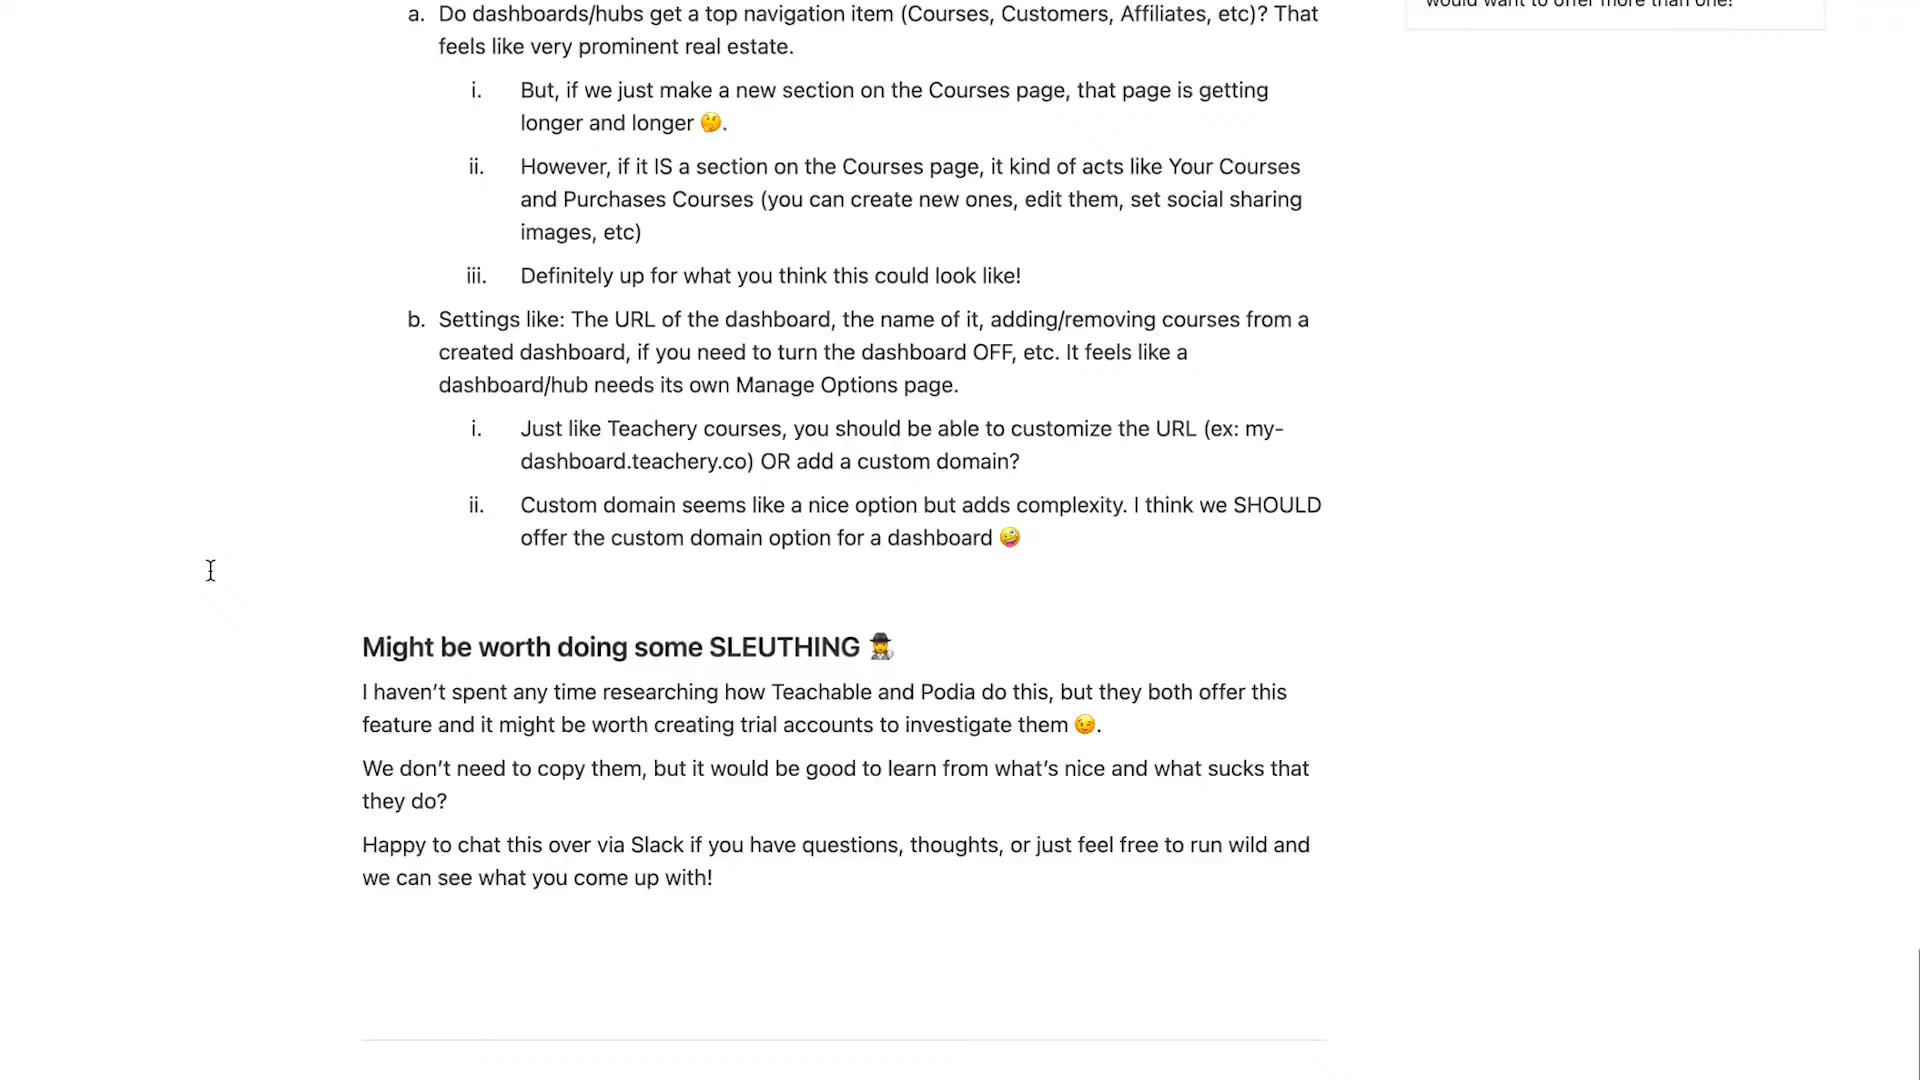 a. Do dashboards/hubs get a top navigation item (Courses, Customers, Affiliates, etc)? That
feels like very prominent real estate.
i. But, if we just make a new section on the Courses page, that page is getting
longer and longer 🤔.
ii. However, if it IS a section on the Courses page, it kind of acts like Your Courses
and Purchases Courses (you can create new ones, edit them, set social sharing
images, etc)
iii. Definitely up for what you think this could look like!
b. Settings like: The URL of the dashboard, the name of it, adding/removing courses from a
created dashboard, if you need to turn the dashboard OFF, etc. It feels like a
dashboard/hub needs its own Manage Options page.
i. Just like Teachery courses, you should be able to customize the URL (ex: my-
dashboard.teachery.co) OR add a custom domain?
ii. Custom domain seems like a nice option but adds complexity. I think we SHOULD
offer the custom domain option for a dashboard 🤪
Might be worth doing some SLEUTHING 🕵️
I haven’t spent any time researching how Teachable and Podia do this, but they both offer this
feature and it might be worth creating trial accounts to investigate them 😉.
We don’t need to copy them, but it would be good to learn from what’s nice and what sucks that
they do?
Happy to chat this over via Slack if you have questions, thoughts, or just feel free to run wild and
we can see what you come up with!
would want to offer more than one!